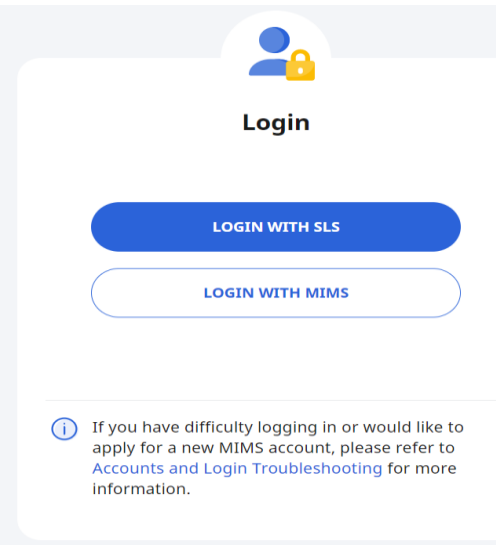 Login
LOGIN WITH SLS
LOGIN WITH MIMS
If you have difficulty logging in or would like to
apply for a new MIMS account, please refer to
Accounts and Login Troubleshooting for more
information.